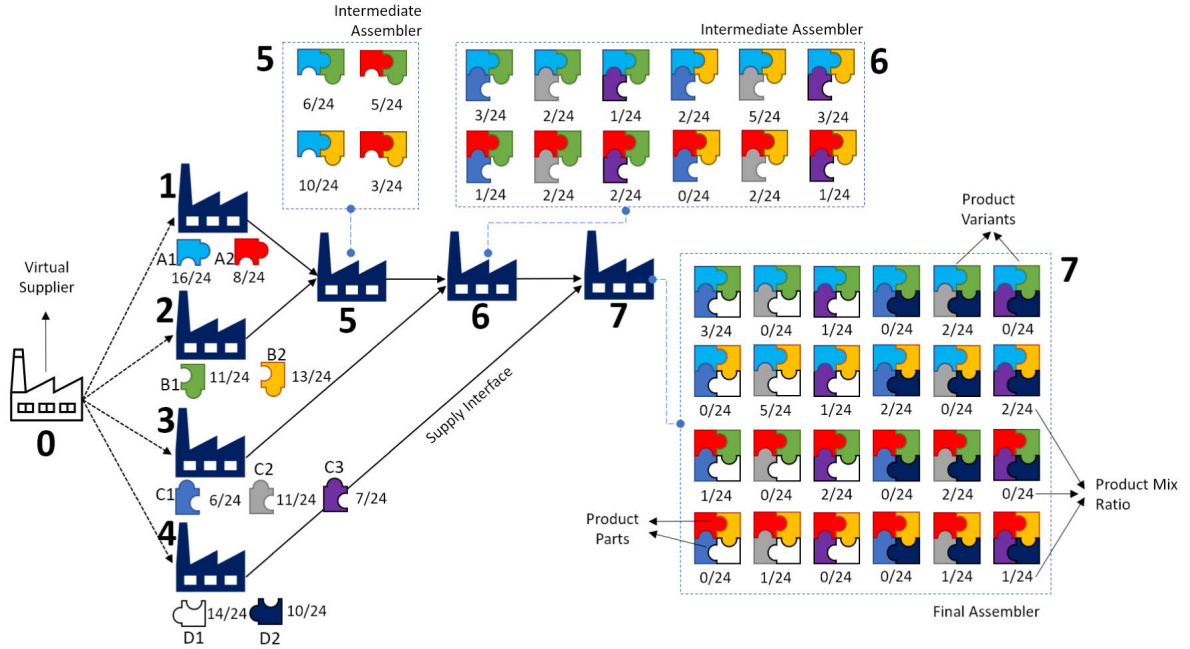 Intermediate
Assembler
5
6/24 5/24
10/24 3/24
Intermediate Assembler
6
3/24 2/24 1/24 2/24 5/24 3/24
1/24 2/24 2/24 0/24 2/24 1/24
Virtual
Supplier
0
1
A1 A2
16/24 8/24
2
B1 11/24 B2 13/24
3
C1 6/24 C2 11/24 C3 7/24
4
14/24 10/24
D1 D2
5
6
7
Supply Interface
Product
Variants
7
3/24 0/24 1/24 0/24 2/24 0/24
0/24 5/24 1/24 2/24 0/24 2/24
1/24 0/24 2/24 0/24 2/24 0/24
0/24 1/24 0/24 0/24 1/24 1/24
Product Mix
Ratio
Product
Parts
Final Assembler